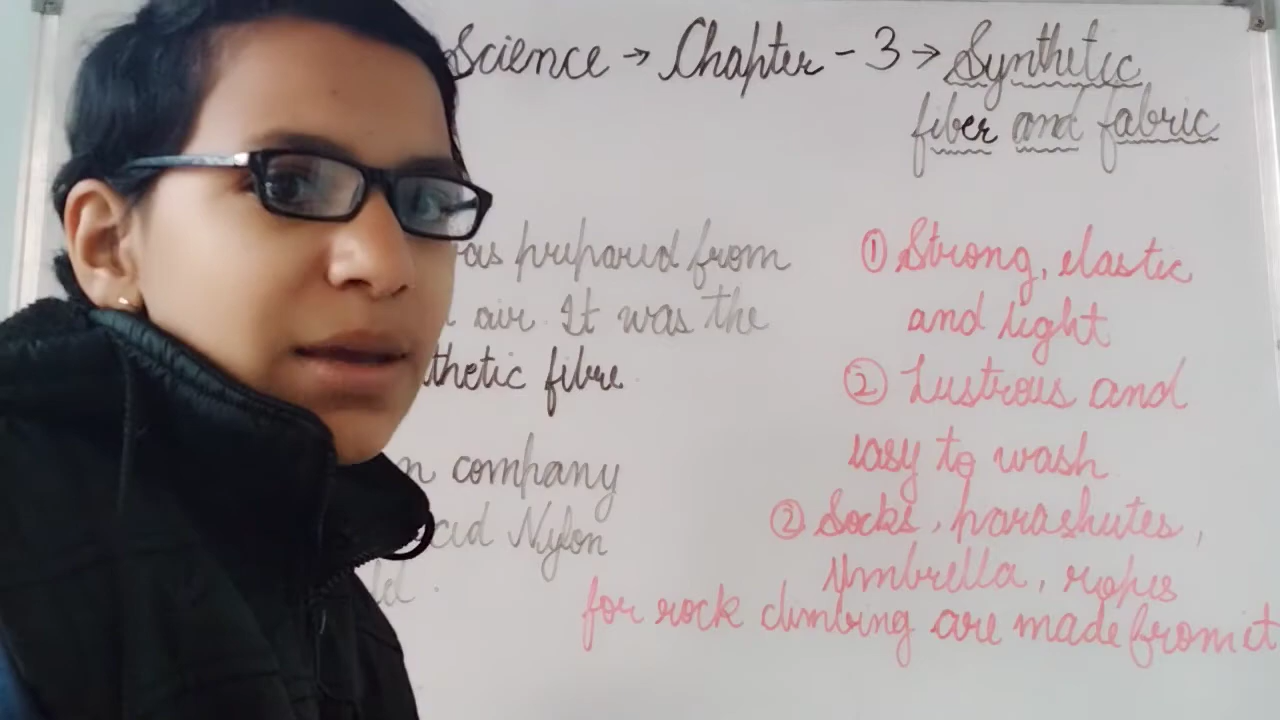 Science → Chapter - 3 → Synthetic
fiber and fabric
prepared from
air. It was the
thetic fibre.
company
Nylon
① Strong, elastic
and light
② Lustrous and
easy to wash
② Socks, parashutes,
Umbrella, ropes
for rock climbing are made from it